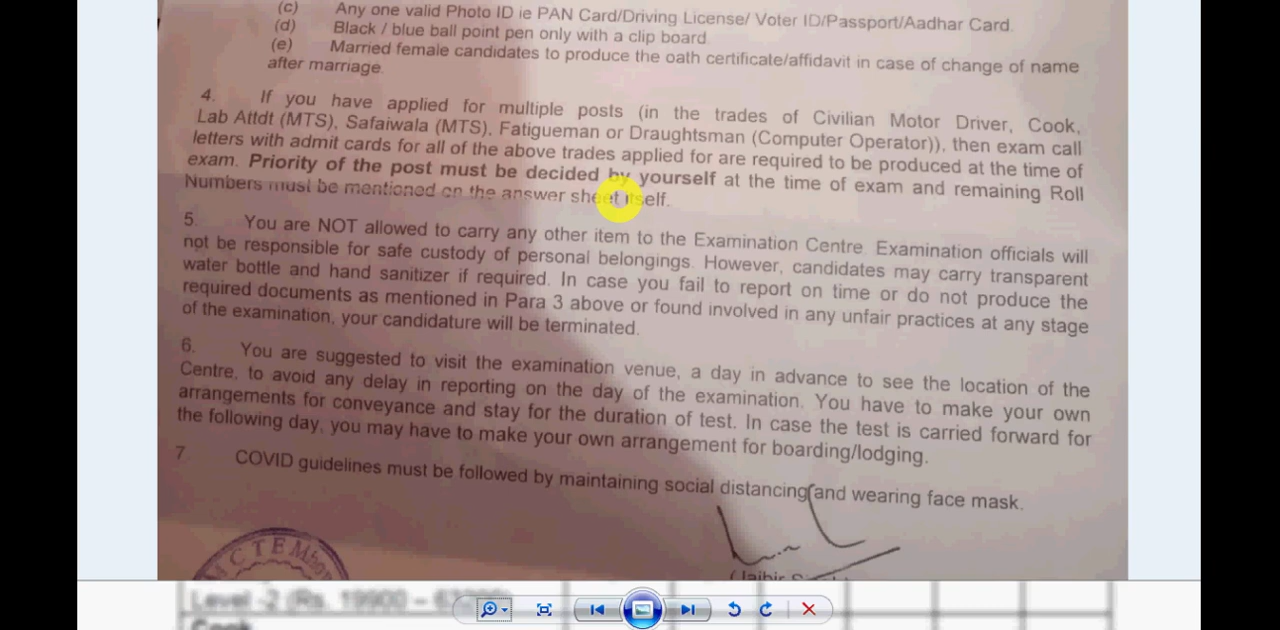 (c) Any one valid Photo ID ie PAN Card/Driving License/ Voter ID/Passport/Aadhar Card.
(d) Black / blue ball point pen only with a clip board.
(e) Married female candidates to produce the oath certificate/affidavit in case of change of name
after marriage.
4. If you have applied for multiple posts (in the trades of Civilian Motor Driver, Cook,
Lab Attdt (MTS), Safaiwala (MTS), Fatigueman or Draughtsman (Computer Operator)), then exam call
letters with admit cards for all of the above trades applied for are required to be produced at the time of
exam. Priority of the post must be decided by yourself at the time of exam and remaining Roll
Numbers must be mentioned on the answer sheet itself.
5. You are NOT allowed to carry any other item to the Examination Centre. Examination officials will
not be responsible for safe custody of personal belongings. However, candidates may carry transparent
water bottle and hand sanitizer if required. In case you fail to report on time or do not produce the
required documents as mentioned in Para 3 above or found involved in any unfair practices at any stage
of the examination, your candidature will be terminated.
6. You are suggested to visit the examination venue, a day in advance to see the location of the
Centre, to avoid any delay in reporting on the day of the examination. You have to make your own
arrangements for conveyance and stay for the duration of test. In case the test is carried forward for
the following day, you may have to make your own arrangement for boarding/lodging.
7 COVID guidelines must be followed by maintaining social distancing and wearing face mask.
MCTE Mhow
(Jaibir
Level -2 (Rs. 19900 –
Cook